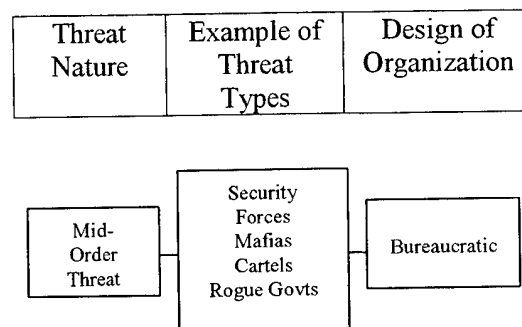 Threat
Nature
Example of
Threat
Types
Design of
Organization
Mid-
Order
Threat
Security
Forces
Mafias
Cartels
Rogue Govts
Bureaucratic